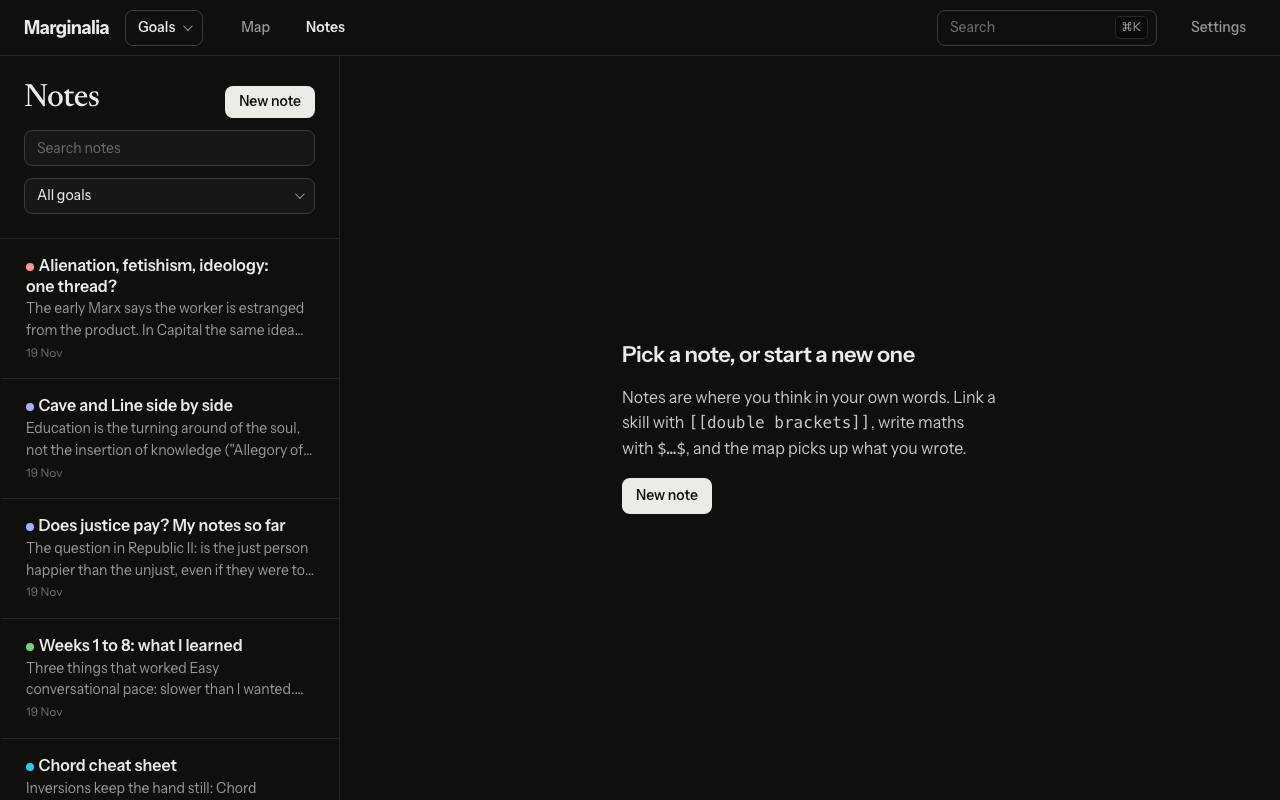 Marginalia
Goals
Map
Notes
Search
⌘K
Settings
Notes
New note
Search notes
All goals
Alienation, fetishism, ideology:
one thread?
The early Marx says the worker is estranged
from the product. In Capital the same idea…
19 Nov
Cave and Line side by side
Education is the turning around of the soul,
not the insertion of knowledge ("Allegory of…
19 Nov
Does justice pay? My notes so far
The question in Republic II: is the just person
happier than the unjust, even if they were to…
19 Nov
Weeks 1 to 8: what I learned
Three things that worked Easy
conversational pace: slower than I wanted.…
19 Nov
Chord cheat sheet
Inversions keep the hand still: Chord
Pick a note, or start a new one
Notes are where you think in your own words. Link a
skill with [[double brackets]], write maths
with $…$, and the map picks up what you wrote.
New note